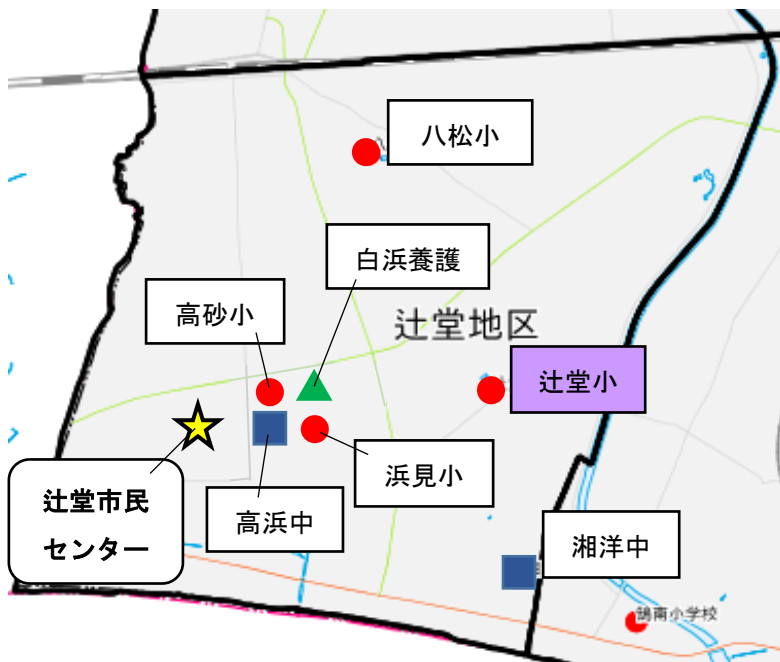 八松小
白浜養護
高砂小
辻堂地区
辻堂小
浜見小
辻堂市民
センター
高浜中
湘洋中
鵠南小学校